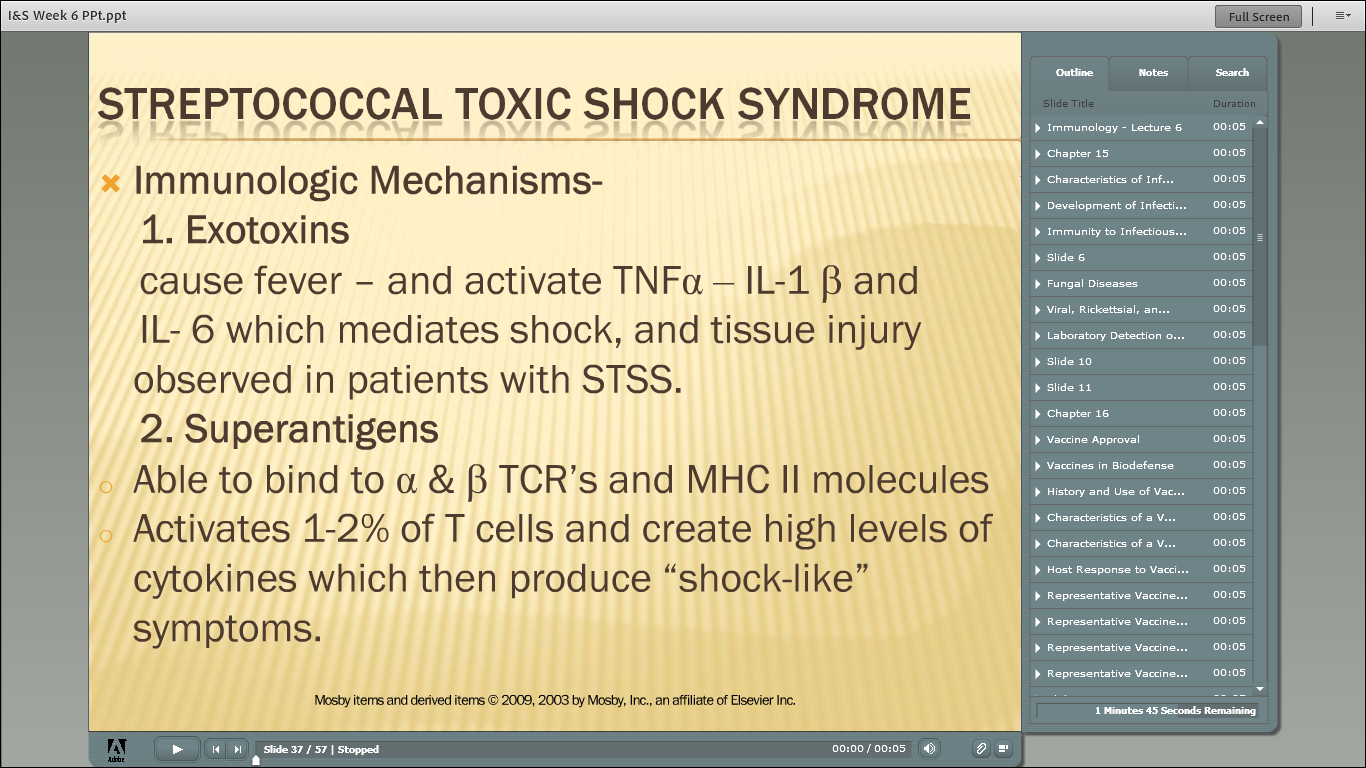 I&S Week 6 PPt.ppt
Full Screen
STREPTOCOCCAL TOXIC SHOCK SYNDROME
Immunologic Mechanisms-
1. Exotoxins
cause fever – and activate TNFα – IL-1 β and
IL- 6 which mediates shock, and tissue injury
observed in patients with STSS.
2. Superantigens
Able to bind to α & β TCR’s and MHC II molecules
Activates 1-2% of T cells and create high levels of
cytokines which then produce “shock-like”
symptoms.
Mosby items and derived items © 2009, 2003 by Mosby, Inc., an affiliate of Elsevier Inc.
Outline Notes Search
Slide Title Duration
Immunology - Lecture 6 00:05
Chapter 15 00:05
Characteristics of Inf... 00:05
Development of Infecti... 00:05
Immunity to Infectious... 00:05
Slide 6 00:05
Fungal Diseases 00:05
Viral, Rickettsial, an... 00:05
Laboratory Detection o... 00:05
Slide 10 00:05
Slide 11 00:05
Chapter 16 00:05
Vaccine Approval 00:05
Vaccines in Biodefense 00:05
History and Use of Vac... 00:05
Characteristics of a V... 00:05
Characteristics of a V... 00:05
Host Response to Vacci... 00:05
Representative Vaccine... 00:05
Representative Vaccine... 00:05
Representative Vaccine... 00:05
Representative Vaccine... 00:05
1 Minutes 45 Seconds Remaining
Adobe
Slide 37 / 57 | Stopped 00:00 / 00:05